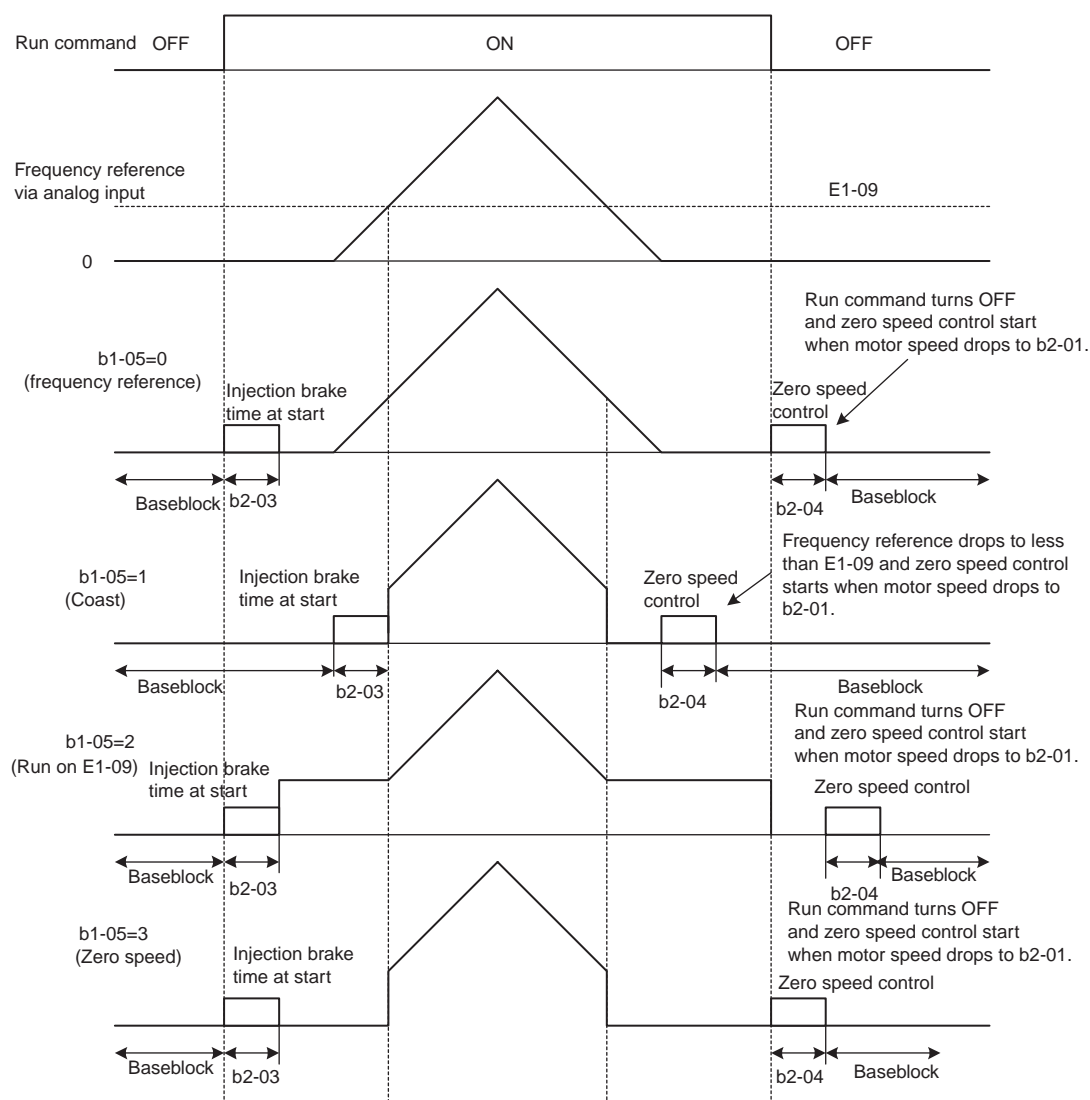 Run command OFF ON OFF
Frequency reference
via analog input
E1-09
0
Run command turns OFF
and zero speed control start
when motor speed drops to b2-01.
b1-05=0
(frequency reference)
Injection brake
time at start
Zero speed
control
Baseblock b2-03 b2-04 Baseblock
Frequency reference drops to less
than E1-09 and zero speed control
starts when motor speed drops to
b2-01.
b1-05=1
(Coast)
Injection brake
time at start
Zero speed
control
Baseblock b2-03 b2-04 Baseblock
Run command turns OFF
and zero speed control start
when motor speed drops to b2-01.
b1-05=2
(Run on E1-09)
Injection brake
time at start
Zero speed control
Baseblock b2-03 b2-04 Baseblock
Run command turns OFF
and zero speed control start
when motor speed drops to b2-01.
b1-05=3
(Zero speed)
Injection brake
time at start
Zero speed control
Baseblock b2-03 b2-04 Baseblock